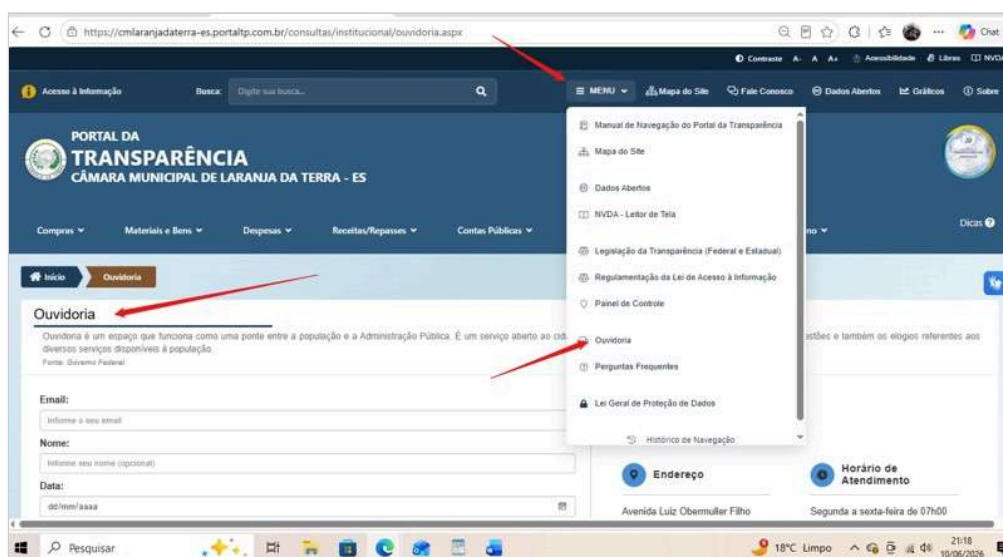 https://cmlaranjadaterra-es.portaltp.com.br/consultas/institucional/ouvidoria.aspx
Chat
Contraste A- A A+ Acessibilidade Libras NVDA
Acesso à Informação Busca: Digite sua busca... MENU Mapa do Site Fale Conosco Dados Abertos Gráficos Sobre
PORTAL DA
TRANSPARÊNCIA
CÂMARA MUNICIPAL DE LARANJA DA TERRA - ES
Manual de Navegação do Portal da Transparência
Mapa do Site
Dados Abertos
NVDA - Leitor de Tela
Legislação da Transparência (Federal e Estadual)
Regulamentação da Lei de Acesso à Informação
Painel de Controle
Ouvidoria
Perguntas Frequentes
Lei Geral de Proteção de Dados
Histórico de Navegação
Compras Materiais e Bens Despesas Receitas/Repasses Contas Públicas no Dicas
Início Ouvidoria
Ouvidoria
Ouvidoria é um espaço que funciona como uma ponte entre a população e a Administração Pública. É um serviço aberto ao cid stões e também os elogios referentes aos
diversos serviços disponíveis à população.
Fonte: Governo Federal
Email:
Informe o seu email
Nome:
Informe seu nome (opcional)
Data:
dd/mm/aaaa
Endereço
Avenida Luiz Obermuller Filho
Horário de
Atendimento
Segunda a sexta-feira de 07h00
Pesquisar 18°C Limpo 21:18
10/06/2026